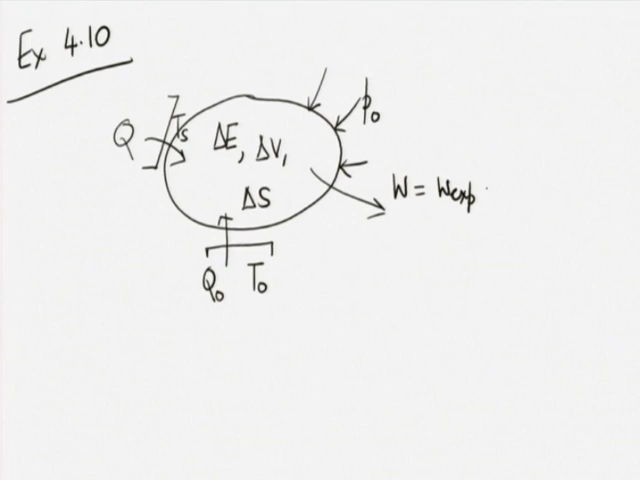 Ex 4.10
p₀
Q Ts ΔE, ΔV,
ΔS
W = Wexp.
Q₀ T₀